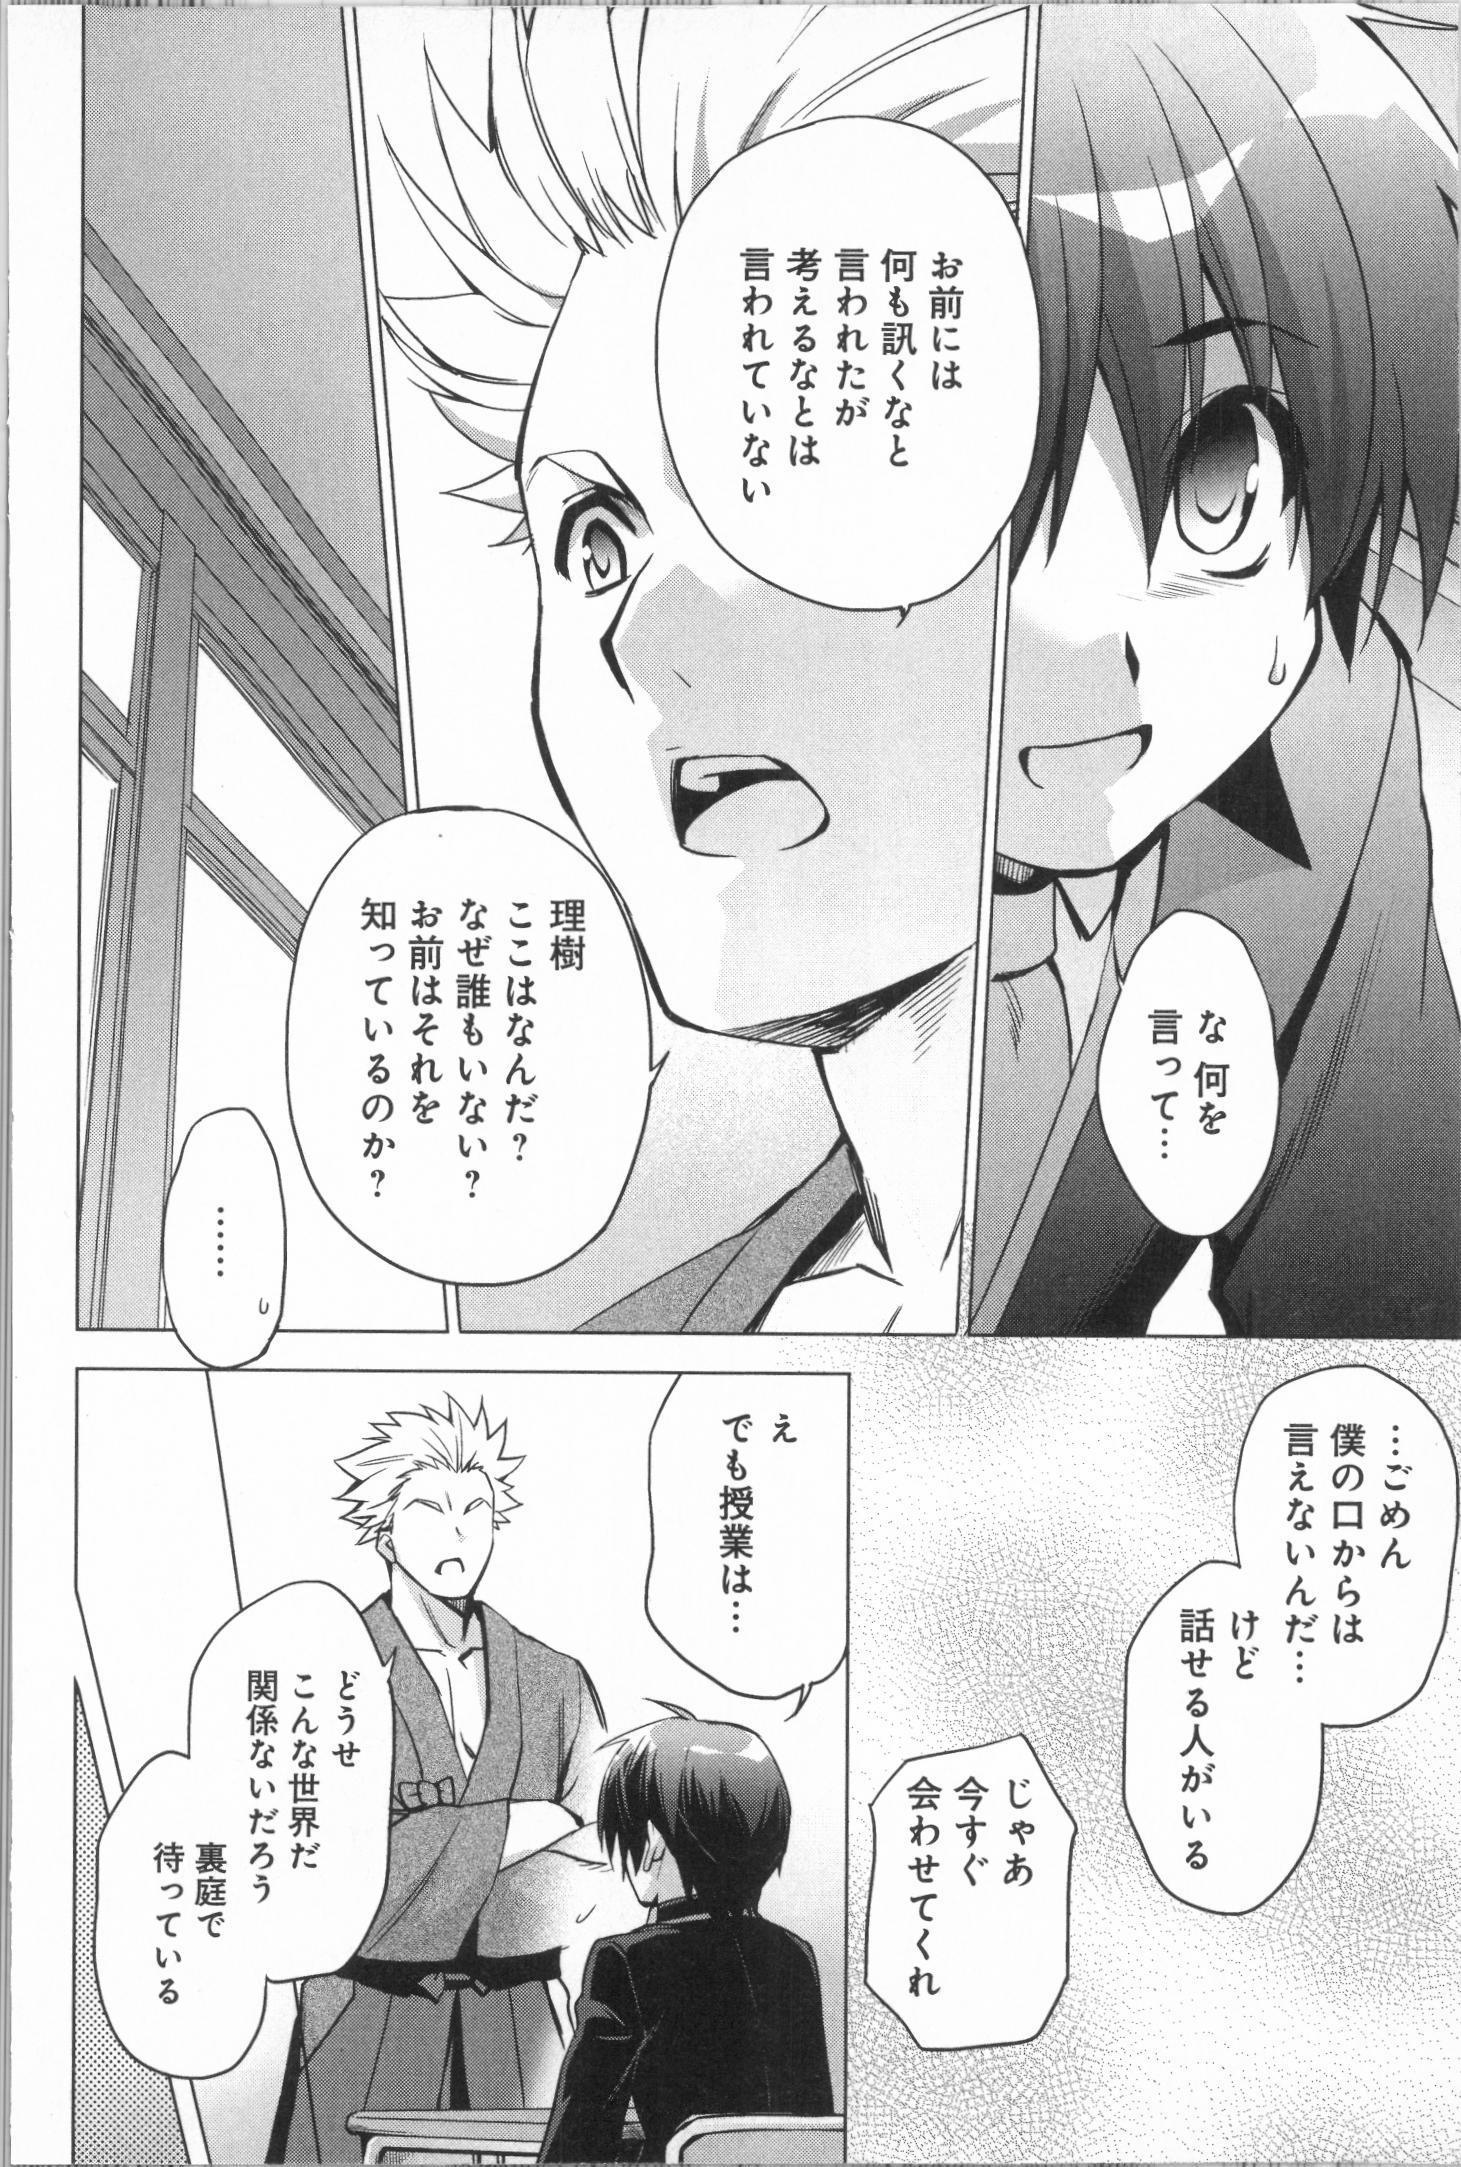 な 何を
言って…
お前には
何も訊くなと
言われたが
考えるなとは
言われていない
理樹
ここはなんだ?
なぜ誰もいない?
お前はそれを
知っているのか?
……
…ごめん
僕の口からは
言えないんだ…
けど
話せる人がいる
じゃあ
今すぐ
会わせてくれ
え
でも授業は…
どうせ
こんな世界だ
関係ないだろう
裏庭で
待っている